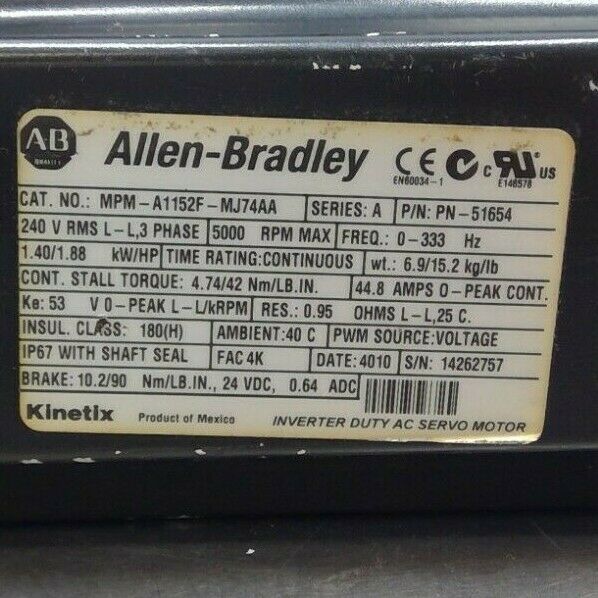 AB QUALITY Allen-Bradley CE EN60034-1 C UL US E146578
CAT. NO.: MPM-A1152F-MJ74AA SERIES: A P/N: PN-51654
240 V RMS L-L,3 PHASE 5000 RPM MAX FREQ.: 0-333 Hz
1.40/1.88 kW/HP TIME RATING:CONTINUOUS wt.: 6.9/15.2 kg/lb
CONT. STALL TORQUE: 4.74/42 Nm/LB.IN. 44.8 AMPS 0-PEAK CONT.
Ke: 53 V 0-PEAK L-L/kRPM RES.: 0.95 OHMS L-L,25 C.
INSUL. CLASS: 180(H) AMBIENT:40 C PWM SOURCE:VOLTAGE
IP67 WITH SHAFT SEAL FAC 4K DATE:4010 S/N: 14262757
BRAKE: 10.2/90 Nm/LB.IN., 24 VDC, 0.64 ADC
Kinetix Product of Mexico INVERTER DUTY AC SERVO MOTOR